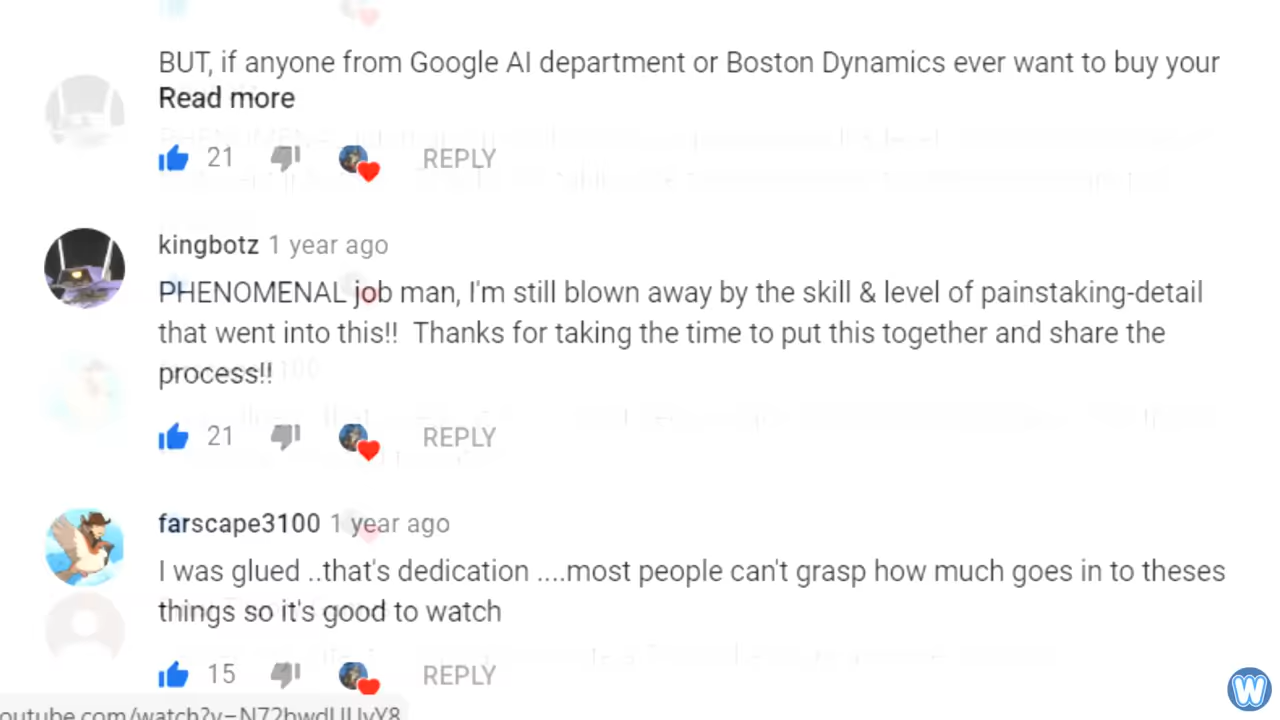 BUT, if anyone from Google AI department or Boston Dynamics ever want to buy your
Read more
21
REPLY
kingbotz 1 year ago
PHENOMENAL job man, I'm still blown away by the skill & level of painstaking-detail
that went into this!!  Thanks for taking the time to put this together and share the
process!!
21
REPLY
farscape3100 1 year ago
I was glued ..that's dedication ....most people can't grasp how much goes in to theses
things so it's good to watch
15
REPLY
W